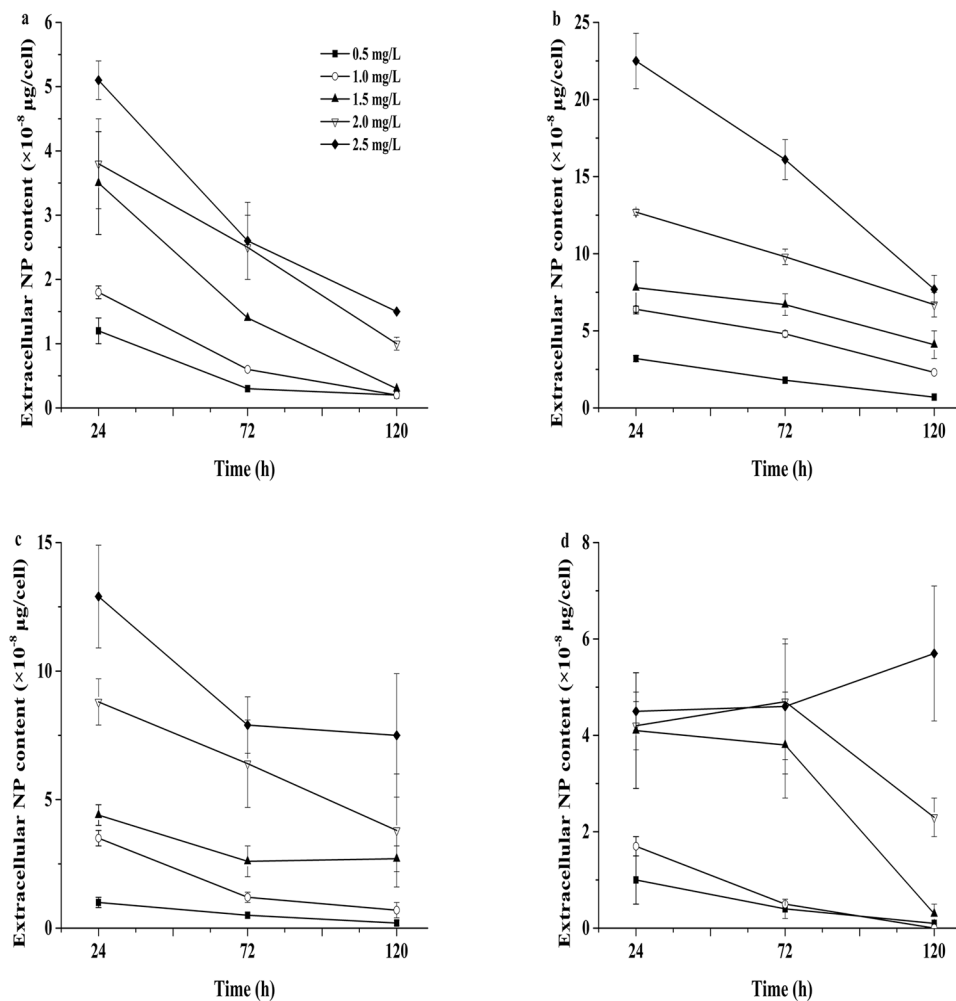 a
6
5
4
3
2
1
0
Extracellular NP content (×10⁻⁸ µg/cell)
0.5 mg/L
1.0 mg/L
1.5 mg/L
2.0 mg/L
2.5 mg/L
24 72 120
Time (h)
b
25
20
15
10
5
0
Extracellular NP content (×10⁻⁸ µg/cell)
24 72 120
Time (h)
c
15
10
5
0
Extracellular NP content (×10⁻⁸ µg/cell)
24 72 120
Time (h)
d
8
6
4
2
0
Extracellular NP content (×10⁻⁸ µg/cell)
24 72 120
Time (h)